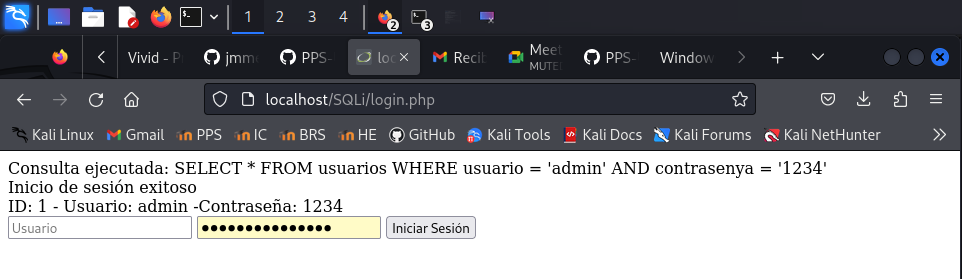 1 2 3 4 2 3
Vivid - P jmm PPS- loc Reci Meet PPS- Window
MUTE
localhost/SQLi/login.php
Kali Linux Gmail PPS IC BRS HE GitHub Kali Tools Kali Docs Kali Forums Kali NetHunter
Consulta ejecutada: SELECT * FROM usuarios WHERE usuario = 'admin' AND contrasenya = '1234'
Inicio de sesión exitoso
ID: 1 - Usuario: admin -Contraseña: 1234
Usuario ●●●●●●●●●●●●●●● Iniciar Sesión